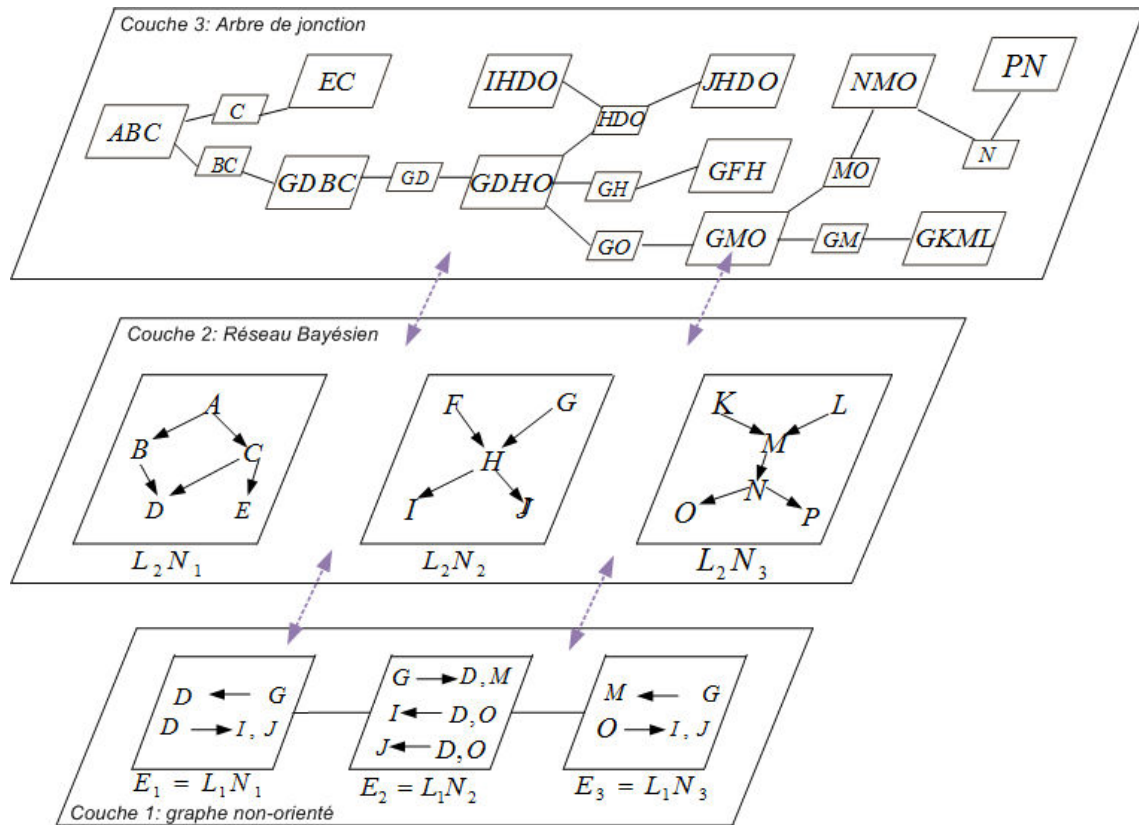 Couche 3: Arbre de jonction
EC
IHDO
JHDO
NMO
PN
C
HDO
ABC
BC
GDBC
GD
GDHO
GH
GFH
MO
N
GO
GMO
GM
GKML
Couche 2: Réseau Bayésien
A
B
C
D
E
L₂N₁
F
G
H
I
J
L₂N₂
K
L
M
N
O
P
L₂N₃
D ← G
D → I, J
E₁ = L₁N₁
G → D, M
I ← D, O
J ← D, O
E₂ = L₁N₂
M ← G
O → I, J
E₃ = L₁N₃
Couche 1: graphe non-orienté